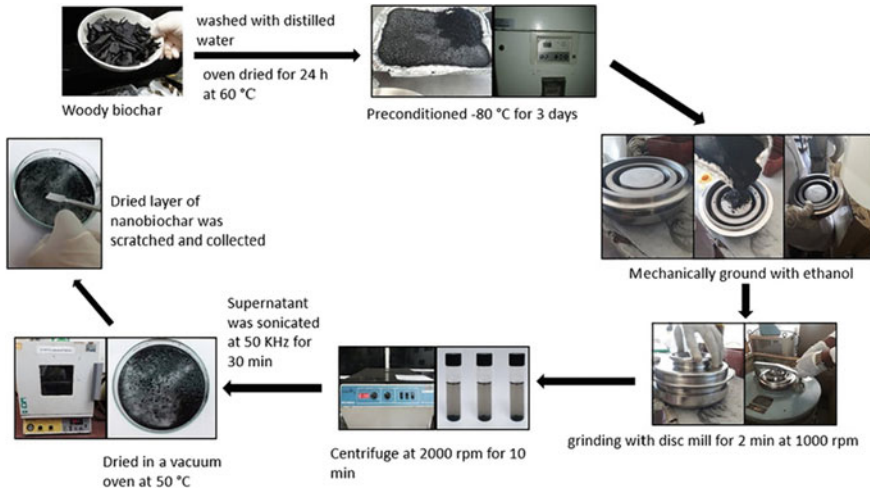 washed with distilled
water
oven dried for 24 h
at 60 °C
Woody biochar
Preconditioned -80 °C for 3 days
Mechanically ground with ethanol
grinding with disc mill for 2 min at 1000 rpm
Centrifuge at 2000 rpm for 10
min
Supernatant
was sonicated
at 50 KHz for
30 min
Dried in a vacuum
oven at 50 °C
Dried layer of
nanobiochar was
scratched and collected